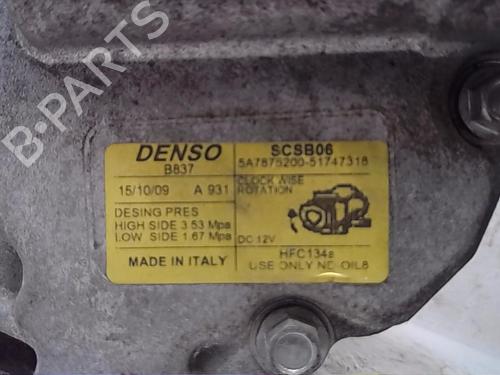 B-PARTS
DENSO
B837
15/10/09 A 931
DESING PRES
HIGH SIDE 3.53 Mpa
LOW SIDE 1.67 Mpa
MADE IN ITALY
SCSB06
5A7875200-51747318
CLOCK WISE
ROTATION
DC 12V
HFC134a
USE ONLY ND-OIL8